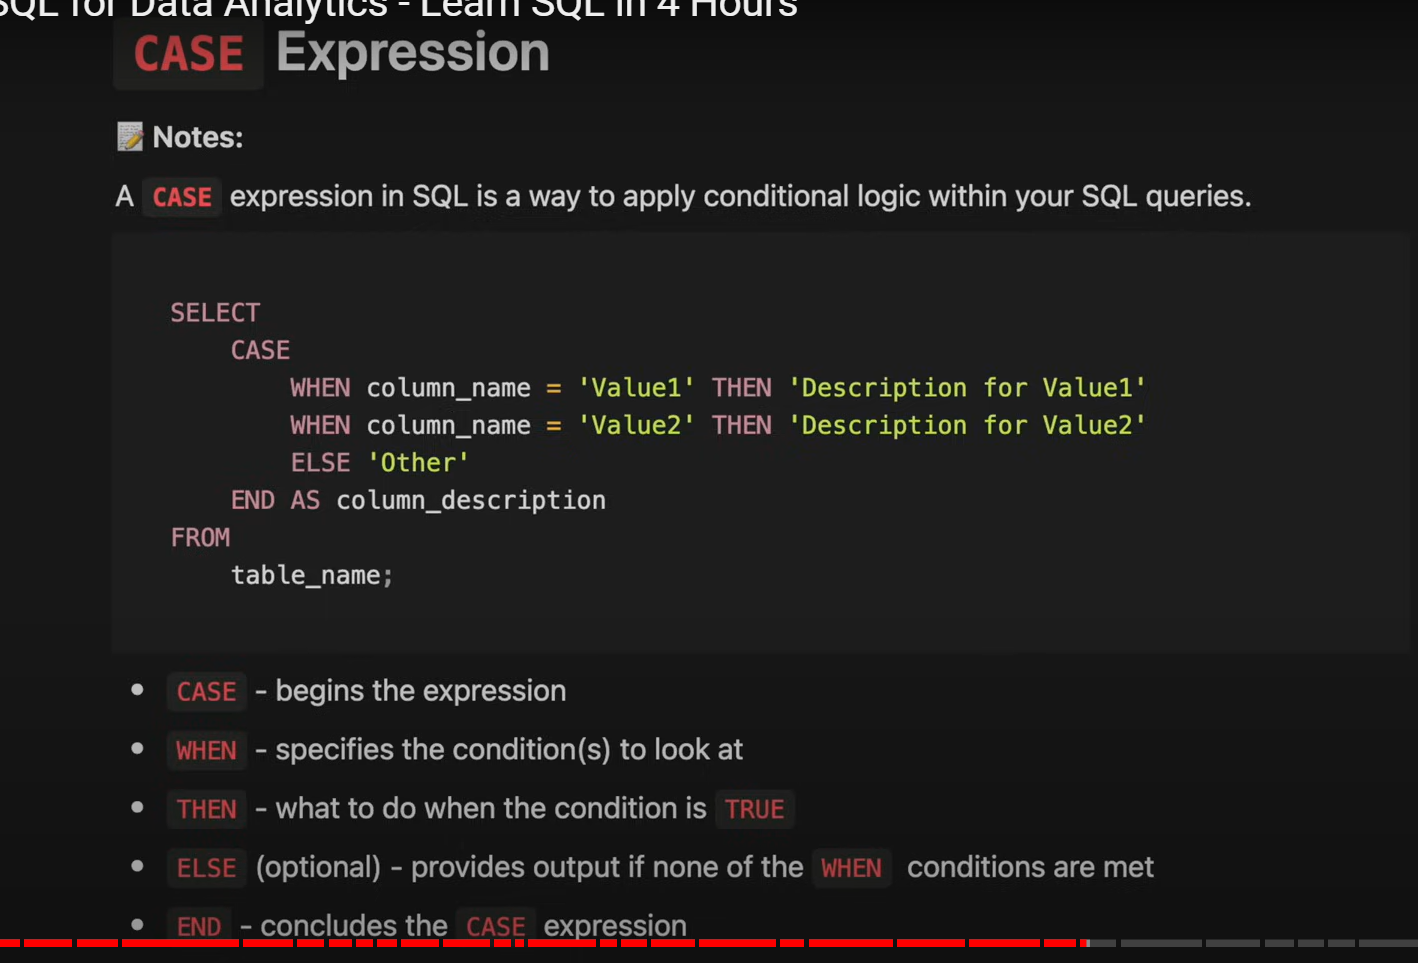 SQL for Data Analytics - Learn SQL in 4 Hours
CASE Expression
Notes:
A CASE expression in SQL is a way to apply conditional logic within your SQL queries.
SELECT
CASE
WHEN column_name = 'Value1' THEN 'Description for Value1'
WHEN column_name = 'Value2' THEN 'Description for Value2'
ELSE 'Other'
END AS column_description
FROM
table_name;
• CASE - begins the expression
• WHEN - specifies the condition(s) to look at
• THEN - what to do when the condition is TRUE
• ELSE (optional) - provides output if none of the WHEN conditions are met
• END - concludes the CASE expression